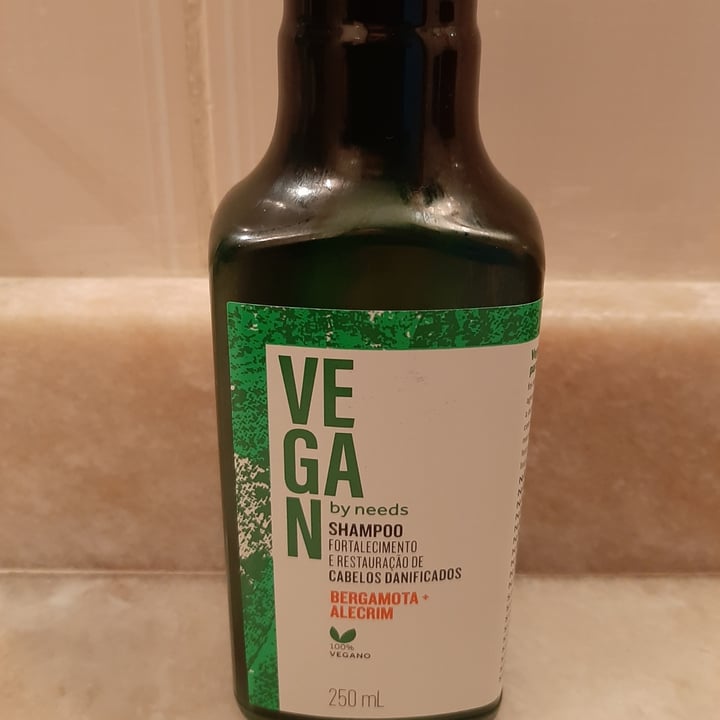 VE
GA
N
by needs
SHAMPOO
FORTALECIMENTO
E RESTAURAÇÃO DE
CABELOS DANIFICADOS
BERGAMOTA +
ALECRIM
100%
VEGANO
250 mL